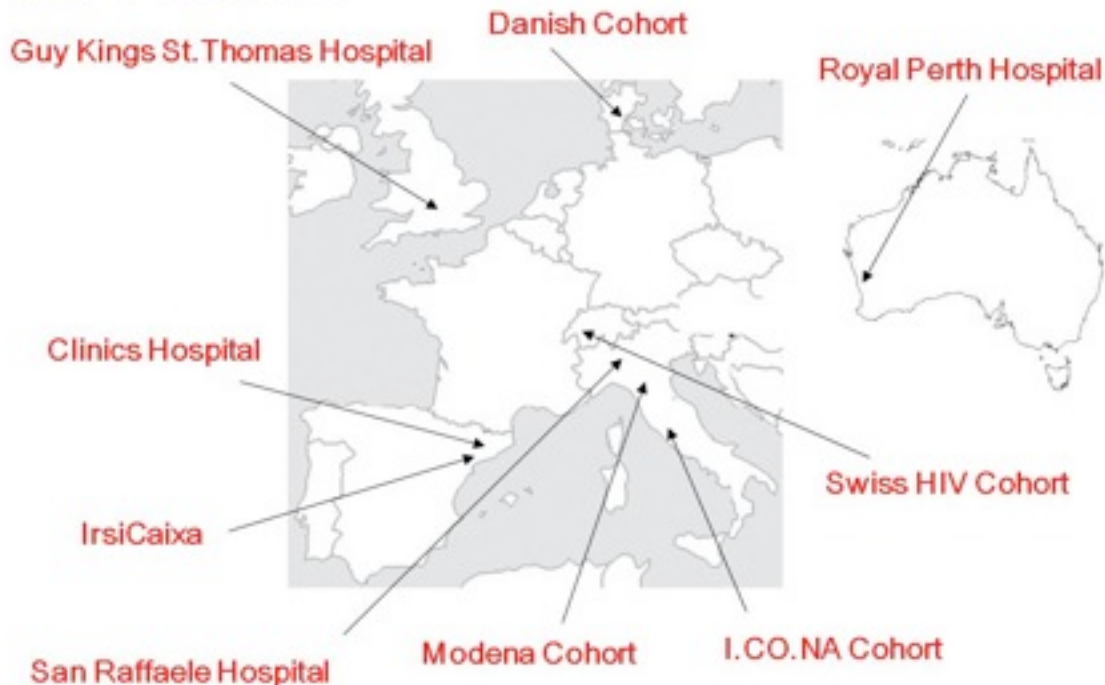 Danish Cohort
Guy Kings St. Thomas Hospital
Royal Perth Hospital
Clinics Hospital
Swiss HIV Cohort
IrsiCaixa
I.CO.NA Cohort
Modena Cohort
San Raffaele Hospital